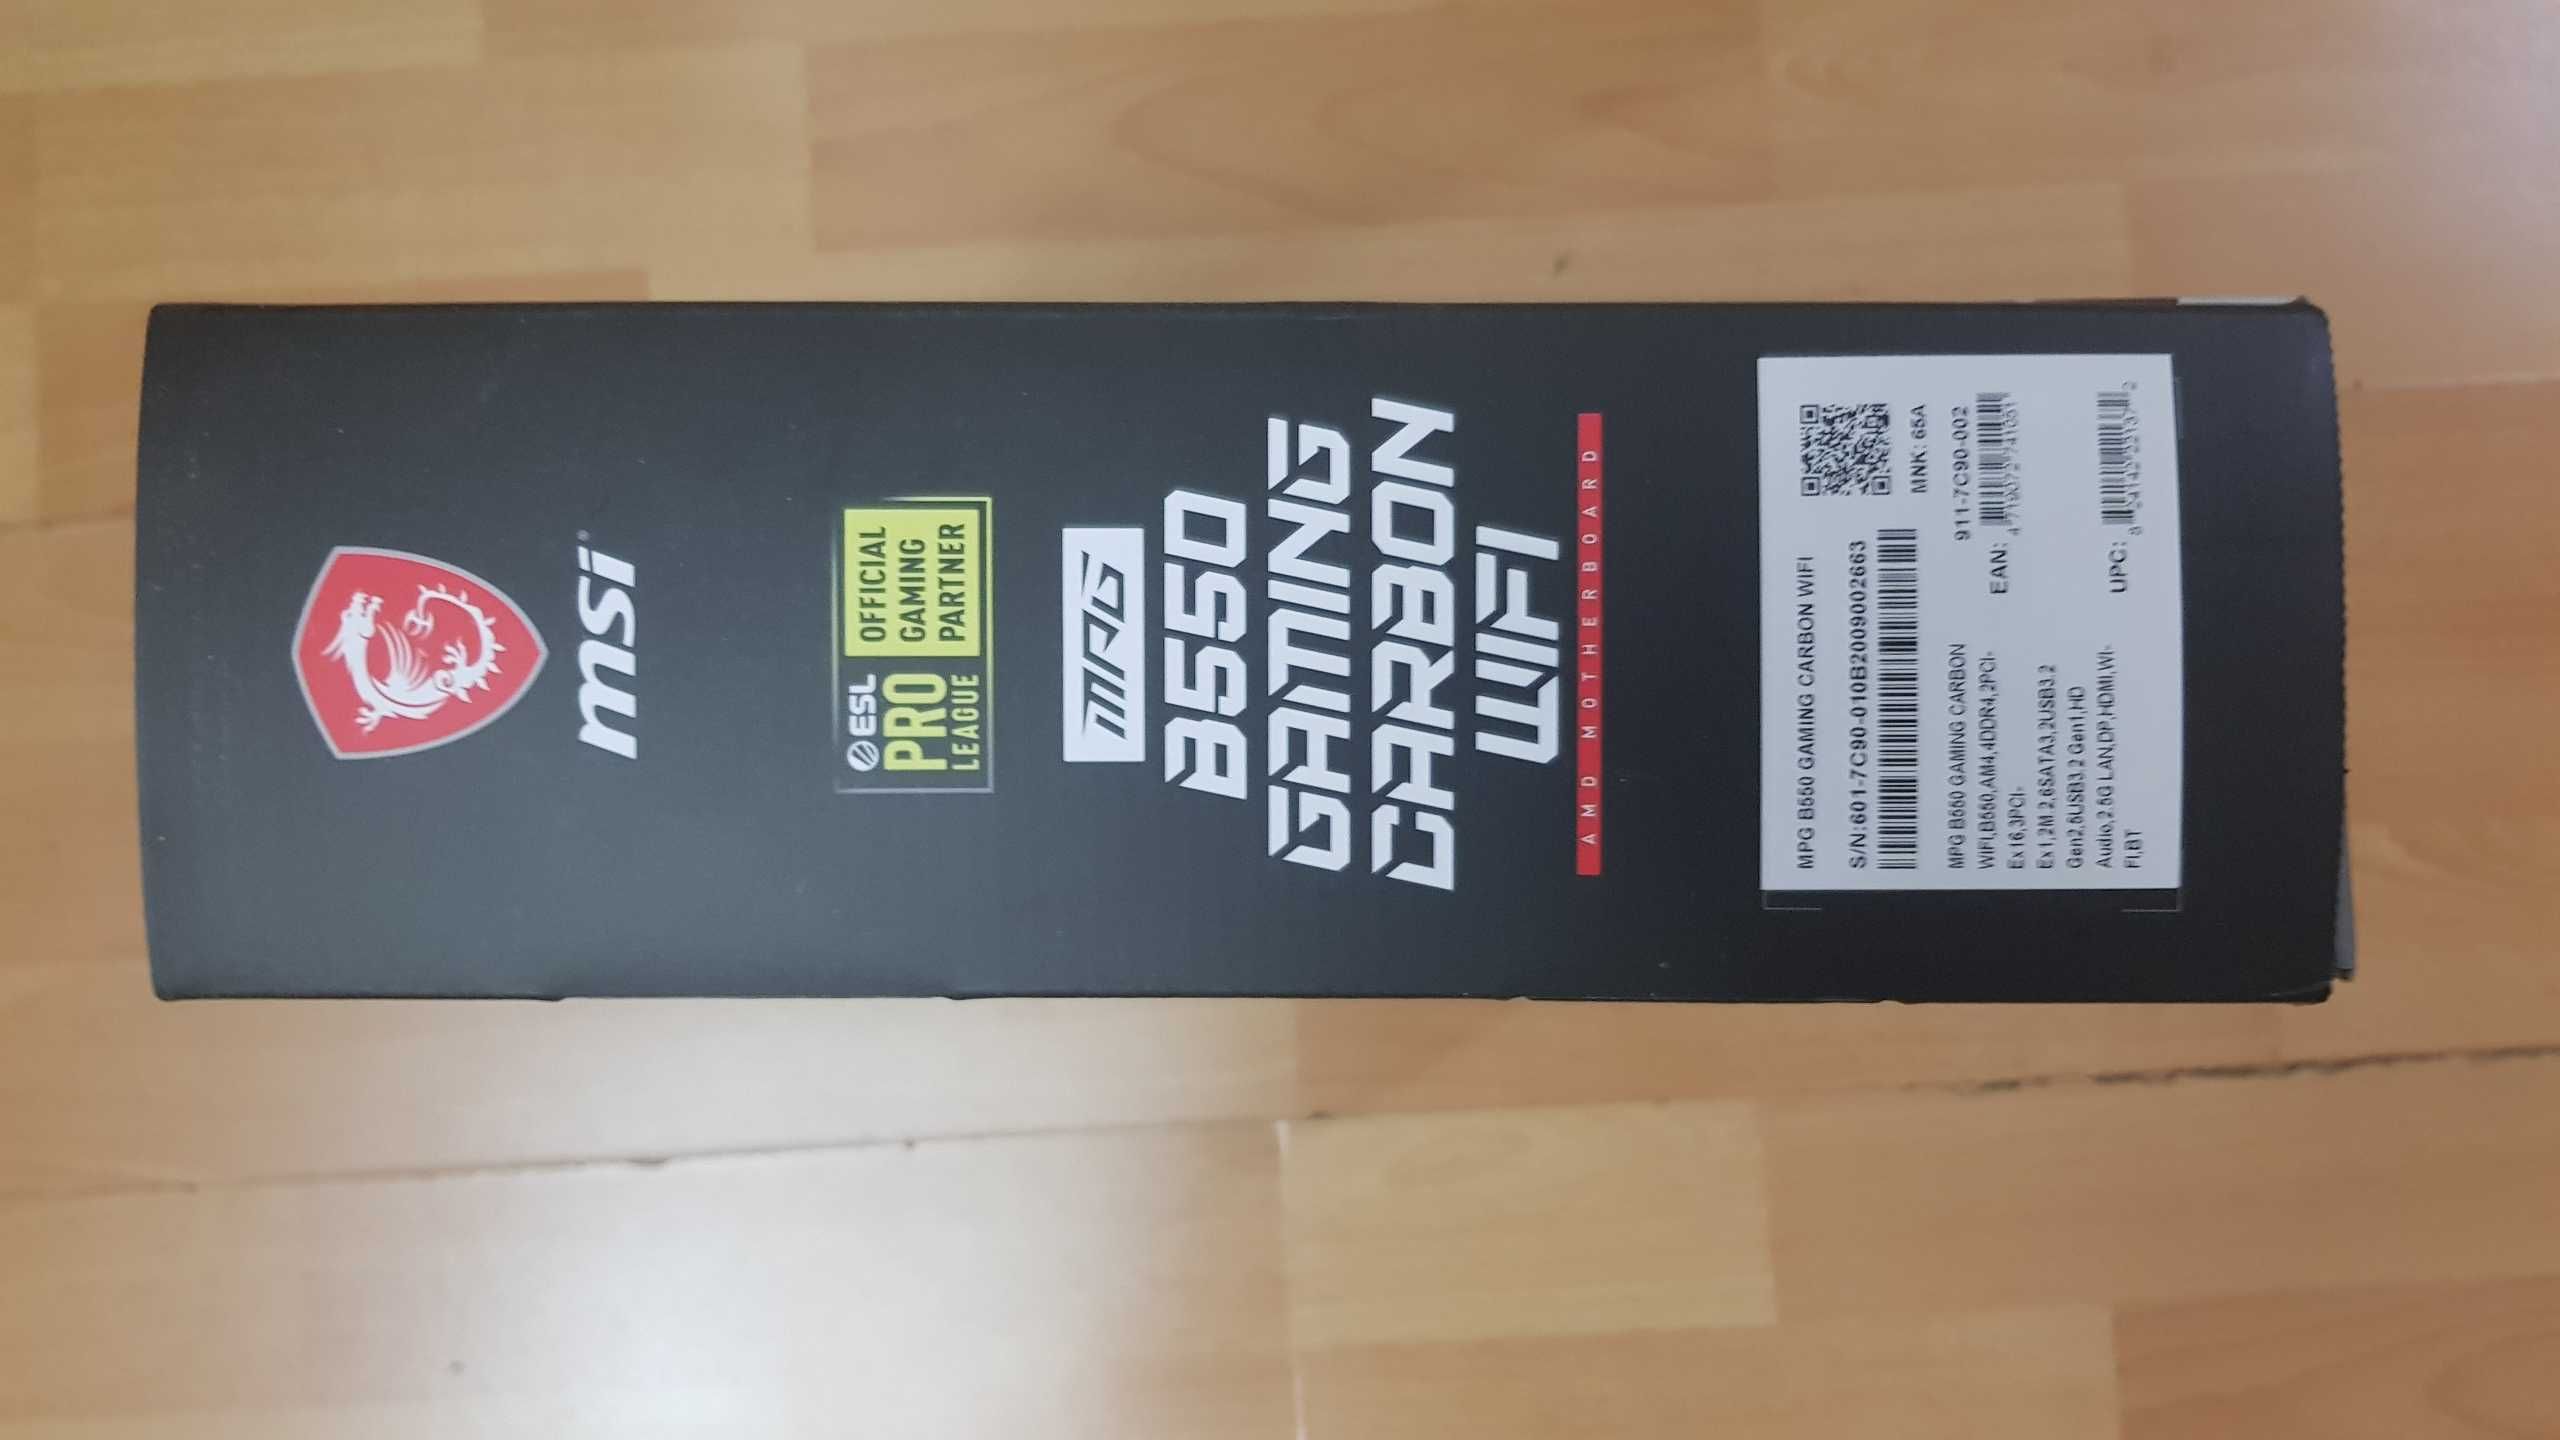 msi
ESL
PRO
LEAGUE
OFFICIAL
GAMING
PARTNER
MPG
B550
GAMING
CARBON
WIFI
AMD MOTHERBOARD
MPG B550 GAMING CARBON WIFI
S/N:601-7C90-010B2009002663
MNK: 65A
911-7C90-002
MPG B550 GAMING CARBON
WIFI,B550,AM4,4DDR4,2PCI-
Ex16,3PCI-
Ex1,2M.2,6SATA3,2USB3.2
Gen2,5USB3.2 Gen1,HD
Audio,2.5G LAN,DP,HDMI,WI-
FI,BT
EAN:
UPC: